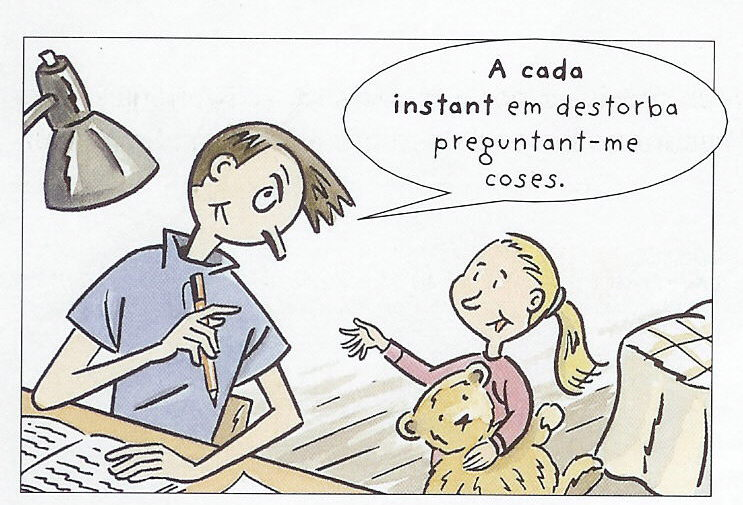 A cada
instant em destorba
preguntant-me
coses.